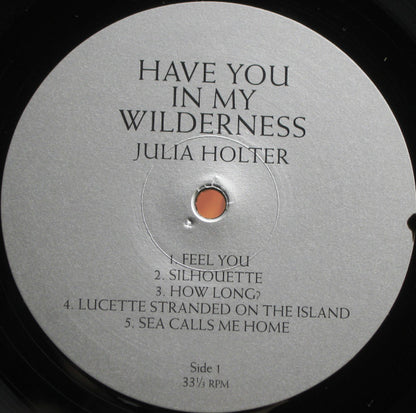 HAVE YOU
IN MY
WILDERNESS
JULIA HOLTER
1. FEEL YOU
2. SILHOUETTE
3. HOW LONG?
4. LUCETTE STRANDED ON THE ISLAND
5. SEA CALLS ME HOME
Side 1
33⅓ RPM